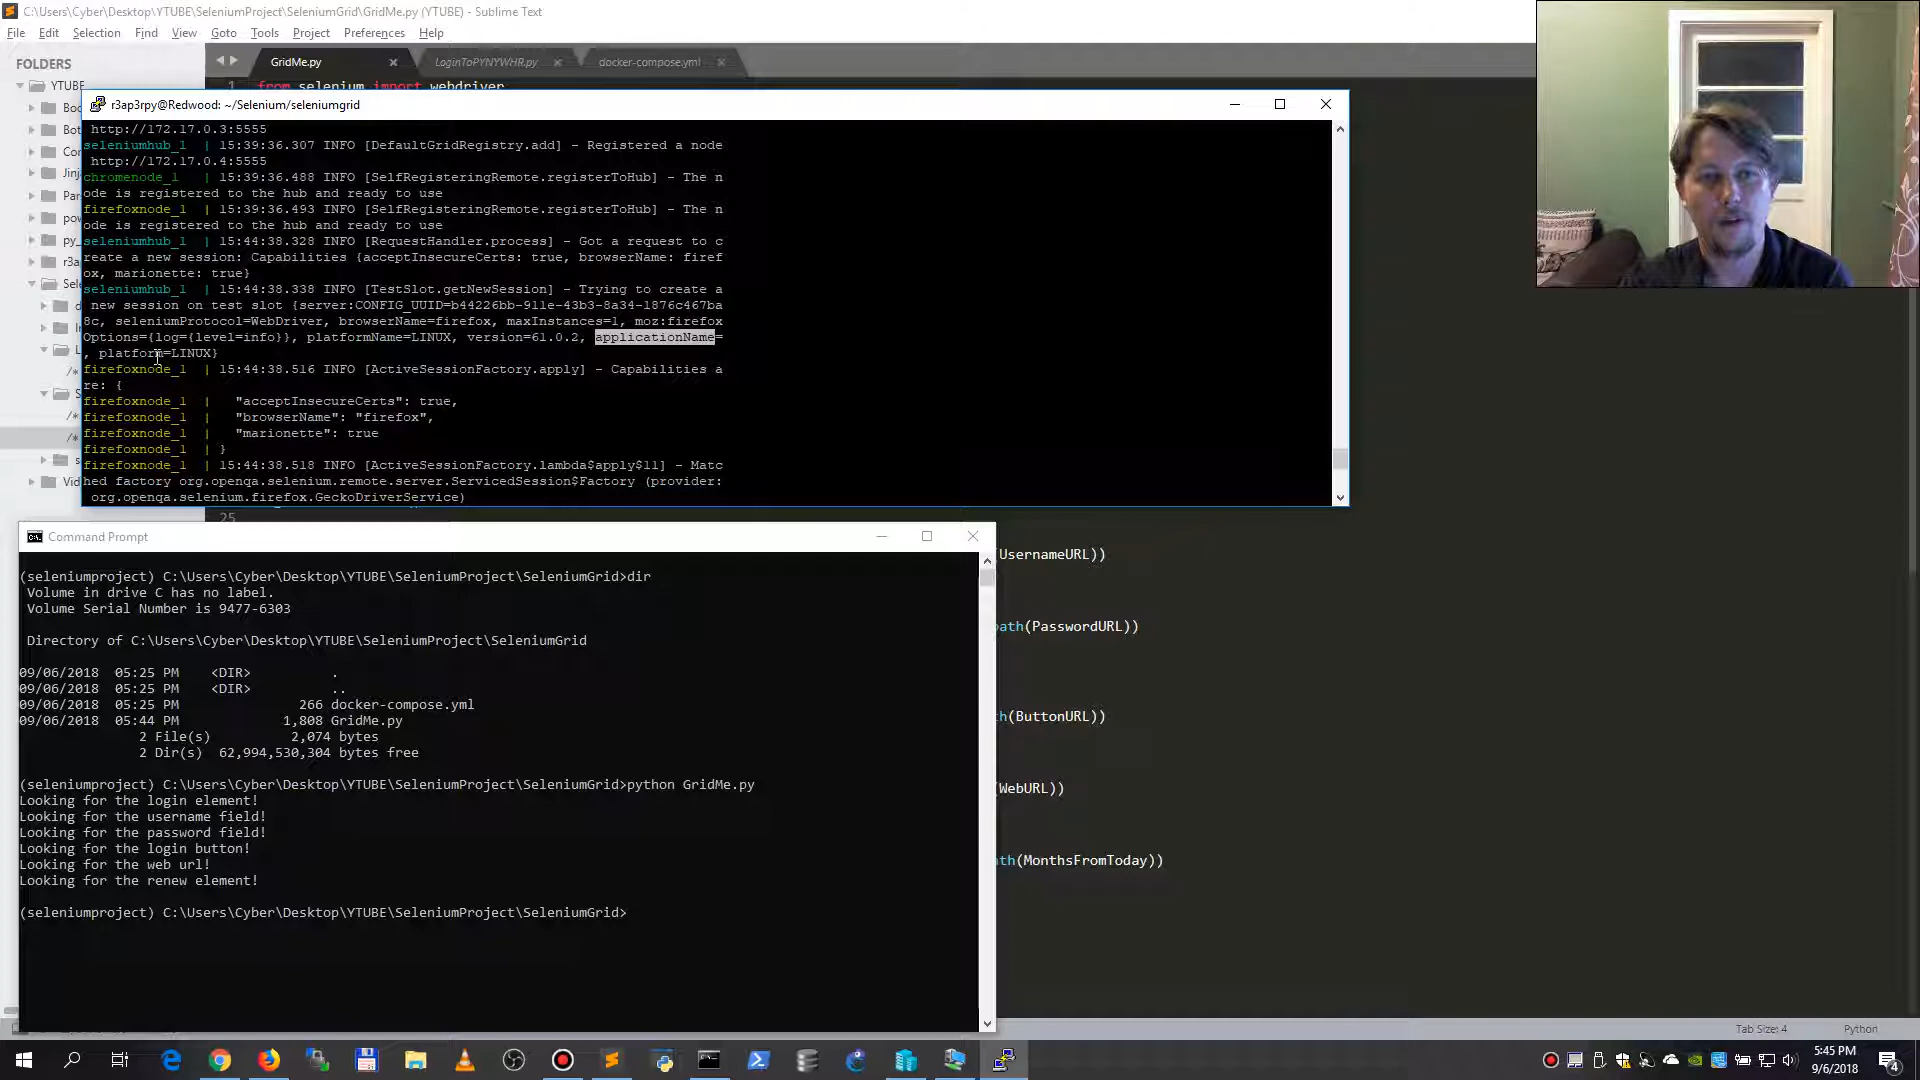 C:\Users\Cyber\Desktop\YTUBE\SeleniumProject\SeleniumGrid\GridMe.py (YTUBE) - Sublime Text
File Edit Selection Find View Goto Tools Project Preferences Help
FOLDERS
GridMe.py
LoginToPYNYWHR.py
docker-compose.yml
YTUBE
1 from selenium import webdriver
r3ap3rpy@Redwood: ~/Selenium/seleniumgrid
http://172.17.0.3:5555
seleniumhub_1 | 15:39:36.307 INFO [DefaultGridRegistry.add] - Registered a node
http://172.17.0.4:5555
chromenode_1 | 15:39:36.488 INFO [SelfRegisteringRemote.registerToHub] - The n
ode is registered to the hub and ready to use
firefoxnode_1 | 15:39:36.493 INFO [SelfRegisteringRemote.registerToHub] - The n
ode is registered to the hub and ready to use
seleniumhub_1 | 15:44:38.328 INFO [RequestHandler.process] - Got a request to c
reate a new session: Capabilities {acceptInsecureCerts: true, browserName: firef
ox, marionette: true}
seleniumhub_1 | 15:44:38.338 INFO [TestSlot.getNewSession] - Trying to create a
new session on test slot {server:CONFIG_UUID=b44226bb-911e-43b3-8a34-1876c467ba
8c, seleniumProtocol=WebDriver, browserName=firefox, maxInstances=1, moz:firefox
Options={log={level=info}}, platformName=LINUX, version=61.0.2, applicationName=
, platform=LINUX}
firefoxnode_1 | 15:44:38.516 INFO [ActiveSessionFactory.apply] - Capabilities a
re: {
firefoxnode_1 | "acceptInsecureCerts": true,
firefoxnode_1 | "browserName": "firefox",
firefoxnode_1 | "marionette": true
firefoxnode_1 | }
firefoxnode_1 | 15:44:38.518 INFO [ActiveSessionFactory.lambda$apply$11] - Matc
hed factory org.openqa.selenium.remote.server.ServicedSession$Factory (provider:
org.openqa.selenium.firefox.GeckoDriverService)
25
Command Prompt
(seleniumproject) C:\Users\Cyber\Desktop\YTUBE\SeleniumProject\SeleniumGrid>dir
Volume in drive C has no label.
Volume Serial Number is 9477-6303
Directory of C:\Users\Cyber\Desktop\YTUBE\SeleniumProject\SeleniumGrid
09/06/2018 05:25 PM <DIR> .
09/06/2018 05:25 PM <DIR> ..
09/06/2018 05:25 PM 266 docker-compose.yml
09/06/2018 05:44 PM 1,808 GridMe.py
2 File(s) 2,074 bytes
2 Dir(s) 62,994,530,304 bytes free
(seleniumproject) C:\Users\Cyber\Desktop\YTUBE\SeleniumProject\SeleniumGrid>python GridMe.py
Looking for the login element!
Looking for the username field!
Looking for the password field!
Looking for the login button!
Looking for the web url!
Looking for the renew element!
(seleniumproject) C:\Users\Cyber\Desktop\YTUBE\SeleniumProject\SeleniumGrid>
(UsernameURL))
path(PasswordURL))
th(ButtonURL))
(WebURL))
ath(MonthsFromToday))
Tab Size: 4 Python
5:45 PM
9/6/2018
4